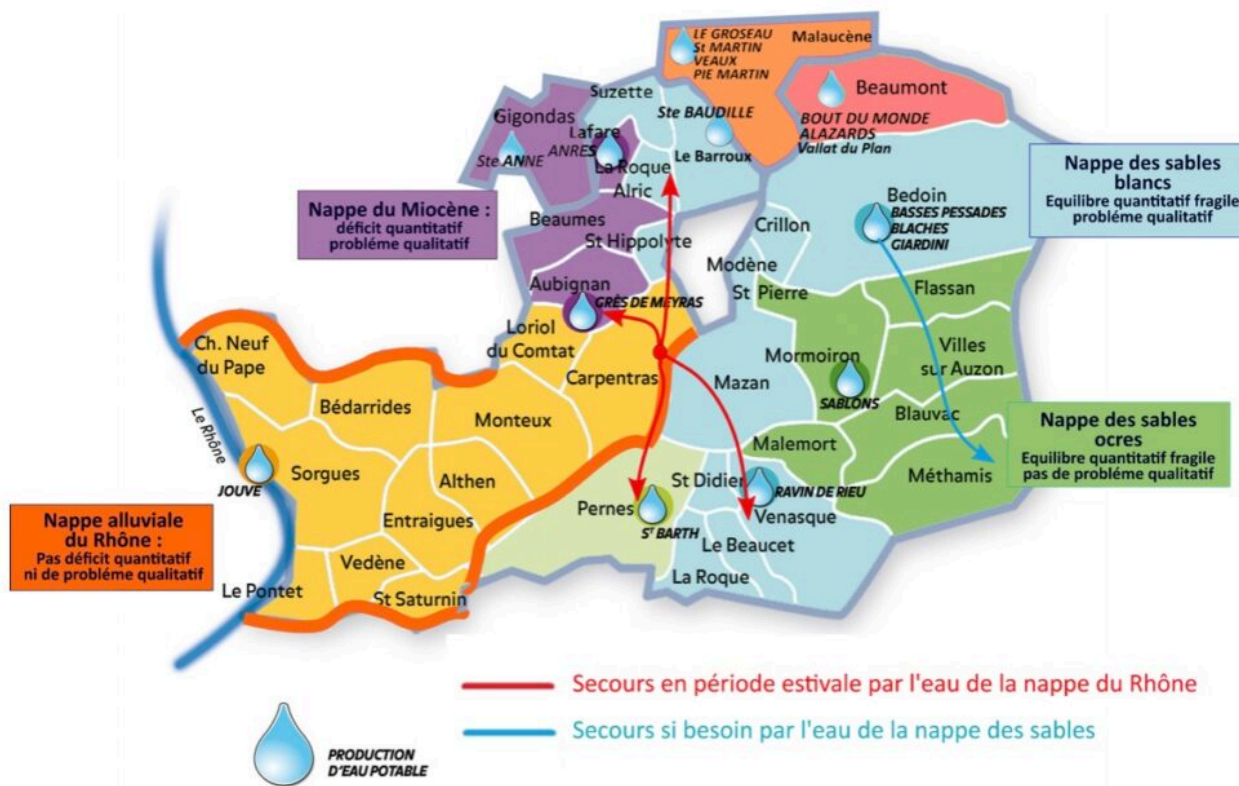 LE GROSEAU
St MARTIN
VEAUX
PIE MARTIN
Malaucène
Beaumont
BOUT DU MONDE
ALAZARDS
Vallat du Plan
Suzette
Ste BAUDILLE
Le Barroux
Gigondas
Ste ANNE
Lafare
ANRES
La Roque
Alric
Nappe du Miocène :
déficit quantitatif
probléme qualitatif
Beaumes
St Hippolyte
Aubignan
GRÈS DE MEYRAS
Bedoin
BASSES PESSADES
BLACHES
GIARDINI
Nappe des sables
blancs
Equilibre quantitatif fragile
probléme qualitatif
Crillon
Modène
St Pierre
Flassan
Mormoiron
SABLONS
Villes
sur Auzon
Blauvac
Malemort
Méthamis
Nappe des sables
ocres
Equilibre quantitatif fragile
pas de probléme qualitatif
Loriol
du Comtat
Carpentras
Mazan
Ch. Neuf
du Pape
Bédarrides
Monteux
Le Rhône
Sorgues
JOUVE
Althen
Entraigues
Vedène
Le Pontet
St Saturnin
Nappe alluviale
du Rhône :
Pas déficit quantitatif
ni de probléme qualitatif
Pernes
ST BARTH
St Didier
RAVIN DE RIEU
Venasque
Le Beaucet
La Roque
Secours en période estivale par l'eau de la nappe du Rhône
Secours si besoin par l'eau de la nappe des sables
PRODUCTION
D'EAU POTABLE